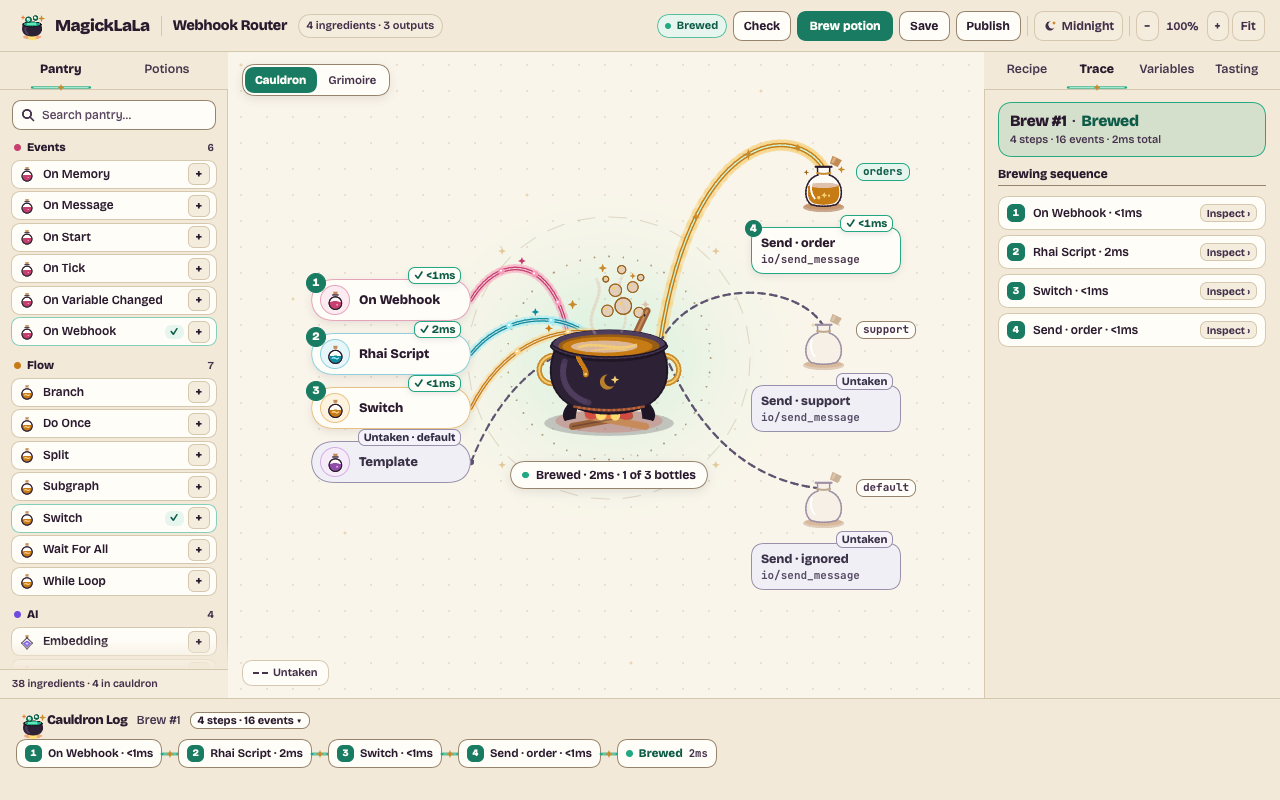 MagickLaLa
Webhook Router
4 ingredients · 3 outputs
Brewed
Check
Brew potion
Save
Publish
Midnight
−
100%
+
Fit
Pantry
Potions
Search pantry...
Events 6
On Memory +
On Message +
On Start +
On Tick +
On Variable Changed +
On Webhook ✓ +
Flow 7
Branch +
Do Once +
Split +
Subgraph +
Switch ✓ +
Wait For All +
While Loop +
AI 4
Embedding +
38 ingredients · 4 in cauldron
Cauldron
Grimoire
1
✓ <1ms
On Webhook
2
✓ 2ms
Rhai Script
3
✓ <1ms
Switch
Untaken · default
Template
Brewed · 2ms · 1 of 3 bottles
orders
4
✓ <1ms
Send · order
io/send_message
support
Untaken
Send · support
io/send_message
default
Untaken
Send · ignored
io/send_message
Untaken
Recipe
Trace
Variables
Tasting
Brew #1 · Brewed
4 steps · 16 events · 2ms total
Brewing sequence
1 On Webhook · <1ms Inspect ›
2 Rhai Script · 2ms Inspect ›
3 Switch · <1ms Inspect ›
4 Send · order · <1ms Inspect ›
Cauldron Log
Brew #1
4 steps · 16 events ▾
1 On Webhook · <1ms
2 Rhai Script · 2ms
3 Switch · <1ms
4 Send · order · <1ms
Brewed 2ms